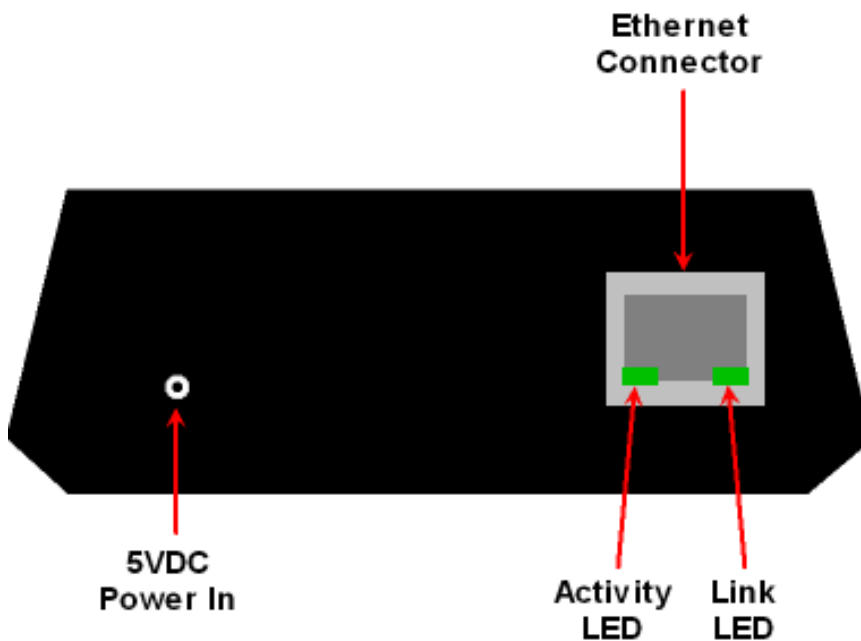 Ethernet
Connector
5VDC
Power In
Activity
LED
Link
LED